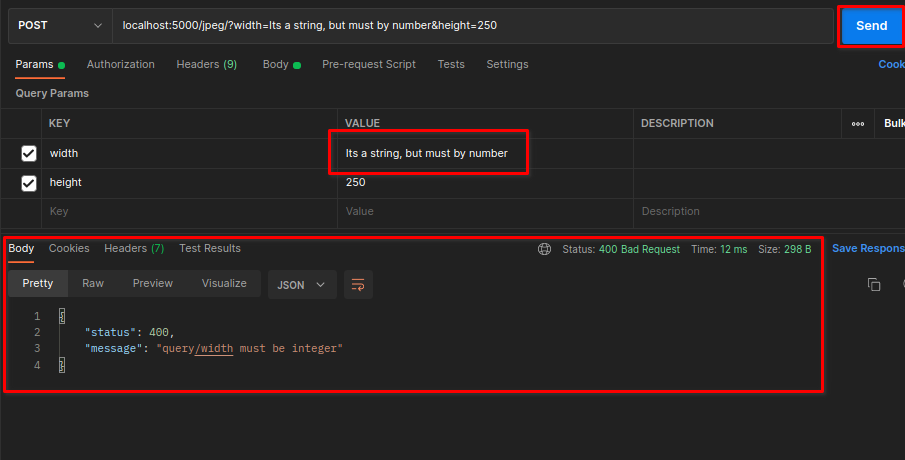 POST localhost:5000/jpeg/?width=Its a string, but must by number&height=250 Send
Params Authorization Headers (9) Body Pre-request Script Tests Settings Cook
Query Params
KEY VALUE DESCRIPTION ooo Bulk
width Its a string, but must by number
height 250
Key Value Description
Body Cookies Headers (7) Test Results Status: 400 Bad Request Time: 12 ms Size: 298 B Save Respons
Pretty Raw Preview Visualize JSON
1 {
2 "status": 400,
3 "message": "query/width must be integer"
4 }